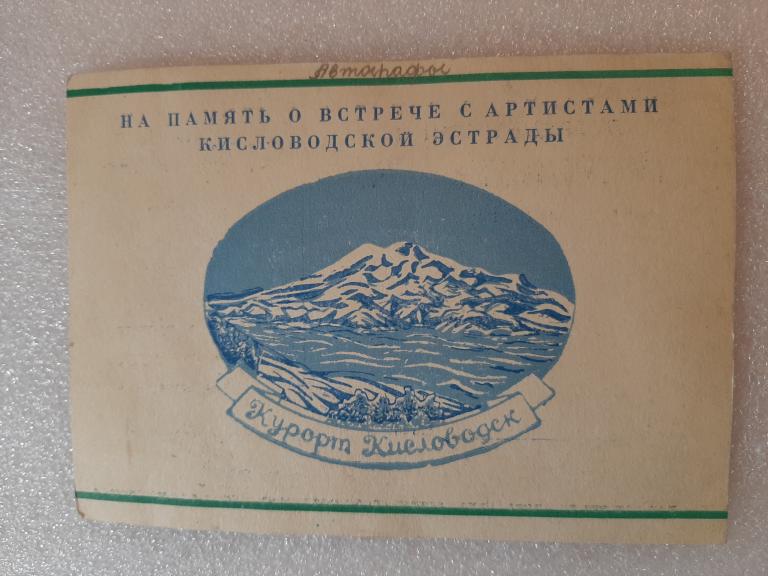 Автографы
НА ПАМЯТЬ О ВСТРЕЧЕ С АРТИСТАМИ
КИСЛОВОДСКОЙ ЭСТРАДЫ
Курорт Кисловодск